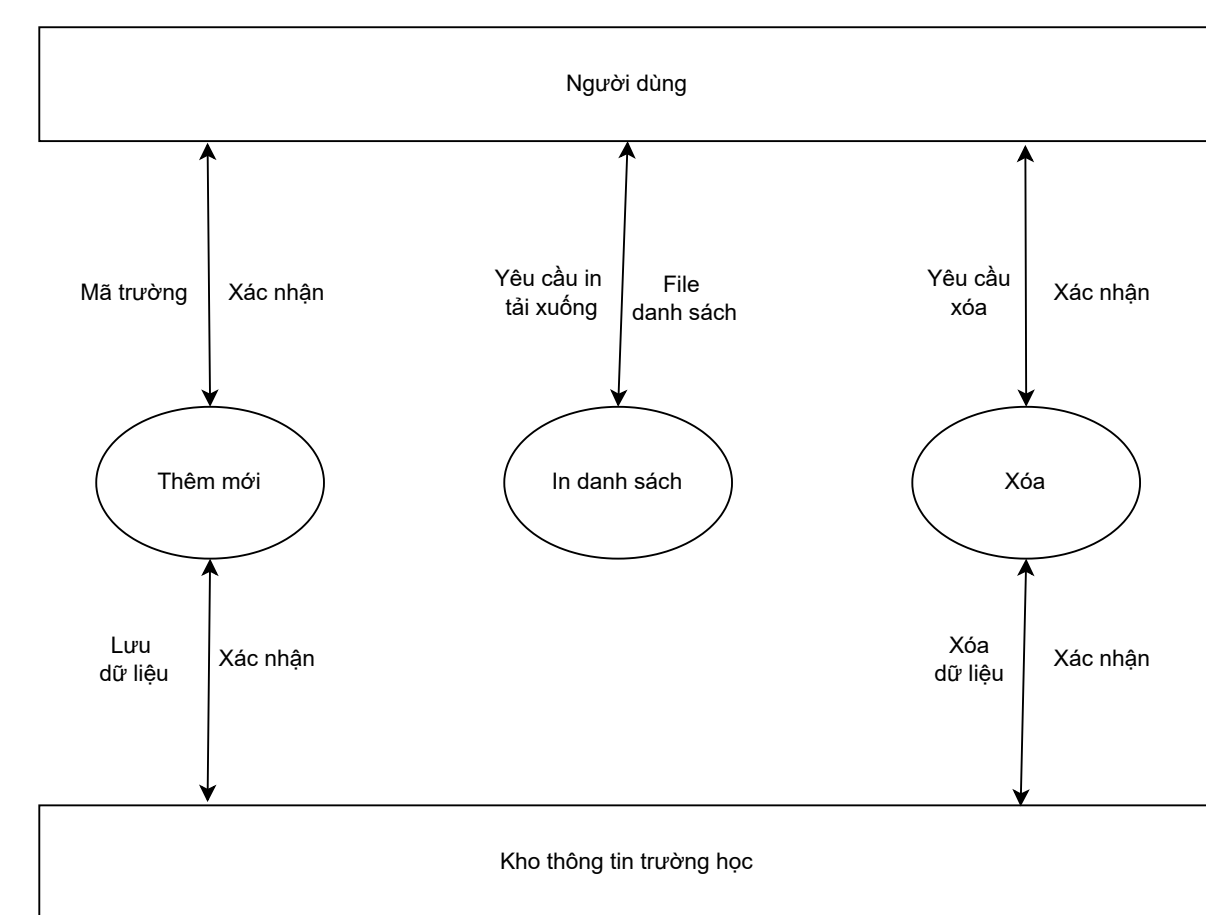 Người dùng
Mã trường
Xác nhận
Yêu cầu in
tải xuống
File
danh sách
Yêu cầu
xóa
Xác nhận
Thêm mới
In danh sách
Xóa
Lưu
dữ liệu
Xác nhận
Xóa
dữ liệu
Xác nhận
Kho thông tin trường học